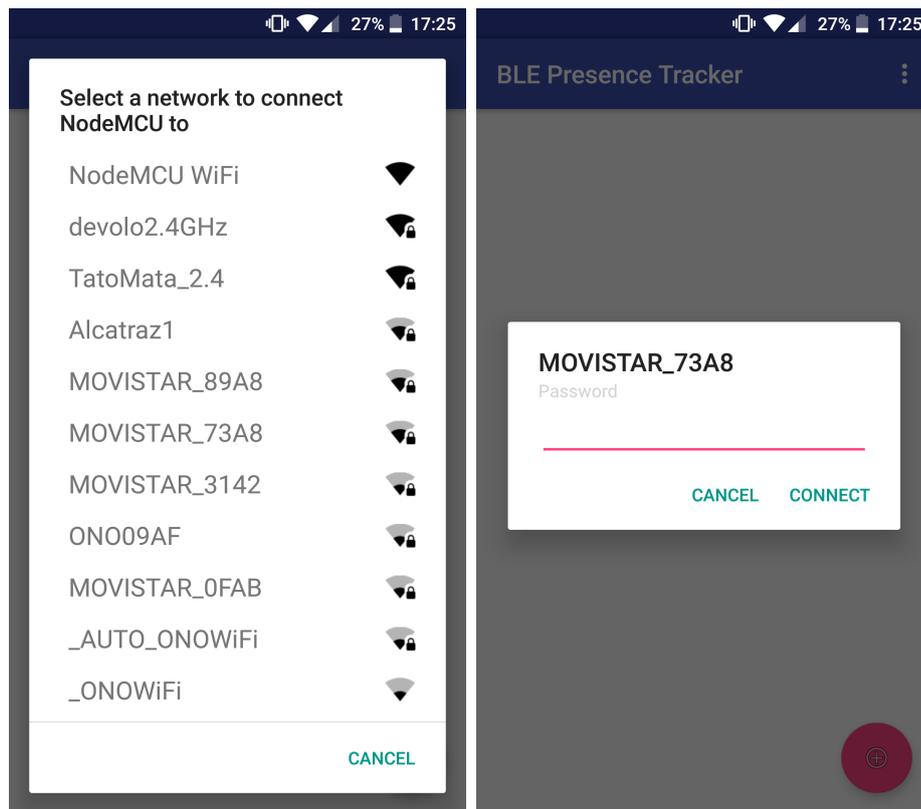 27% 17:25
Select a network to connect
NodeMCU to
NodeMCU WiFi
devolo2.4GHz
TatoMata_2.4
Alcatraz1
MOVISTAR_89A8
MOVISTAR_73A8
MOVISTAR_3142
ONO09AF
MOVISTAR_0FAB
_AUTO_ONOWiFi
_ONOWiFi
CANCEL
27% 17:25
BLE Presence Tracker
MOVISTAR_73A8
Password
CANCEL CONNECT